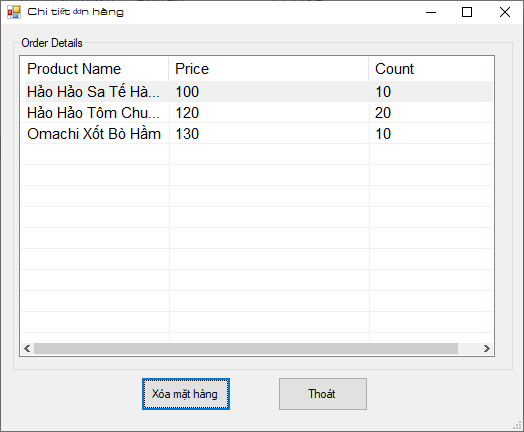 Chi tiết đơn hàng
Order Details
Product Name Price Count
Hảo Hảo Sa Tế Hà... 100 10
Hảo Hảo Tôm Chu... 120 20
Omachi Xốt Bò Hầm 130 10
Xóa mặt hàng Thoát